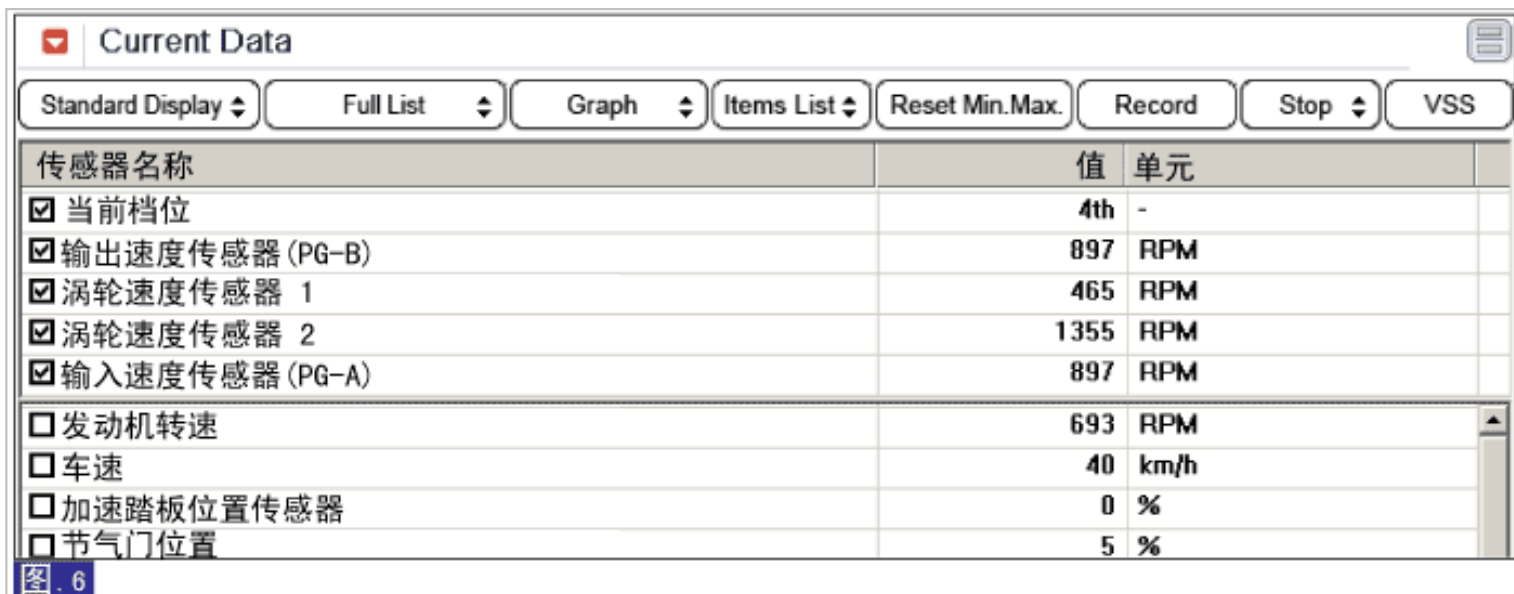 Current Data
Standard Display Full List Graph Items List Reset Min.Max. Record Stop VSS
传感器名称 值 单元
当前档位 4th -
输出速度传感器(PG-B) 897 RPM
涡轮速度传感器 1 465 RPM
涡轮速度传感器 2 1355 RPM
输入速度传感器(PG-A) 897 RPM
发动机转速 693 RPM
车速 40 km/h
加速踏板位置传感器 0 %
节气门位置 5 %
图.6